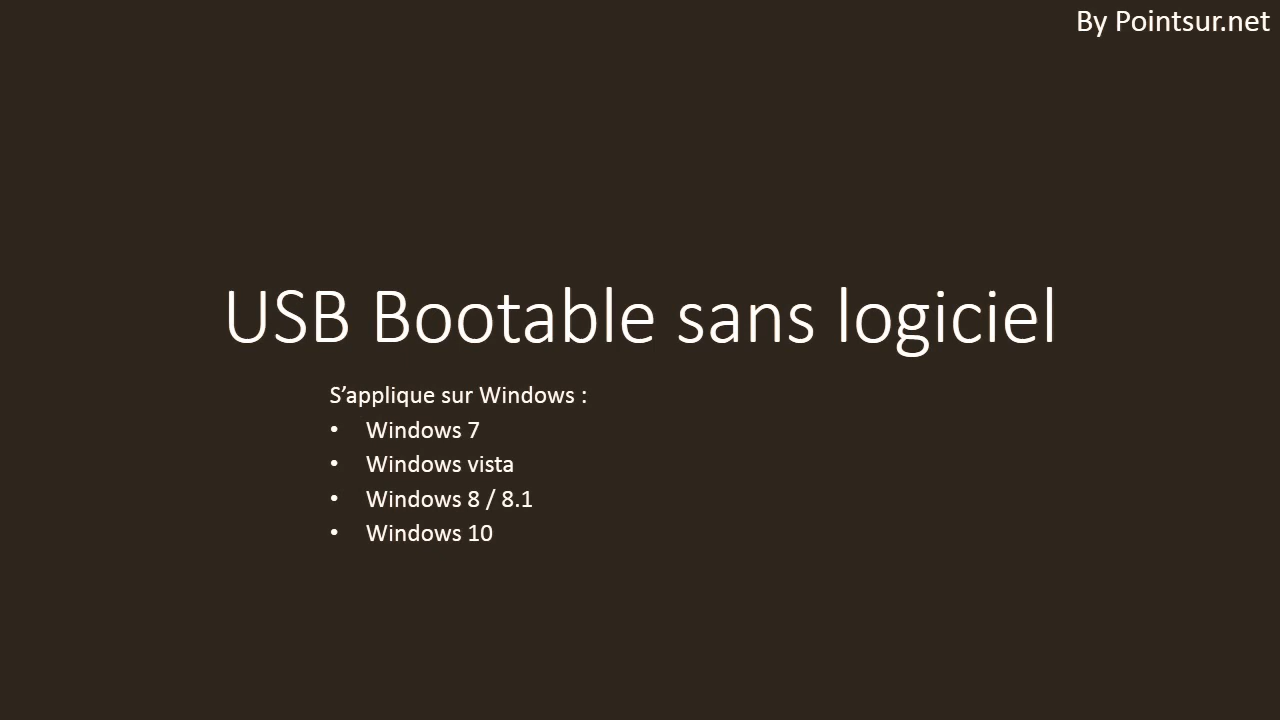 By Pointsur.net
USB Bootable sans logiciel
S’applique sur Windows :
• Windows 7
• Windows vista
• Windows 8 / 8.1
• Windows 10